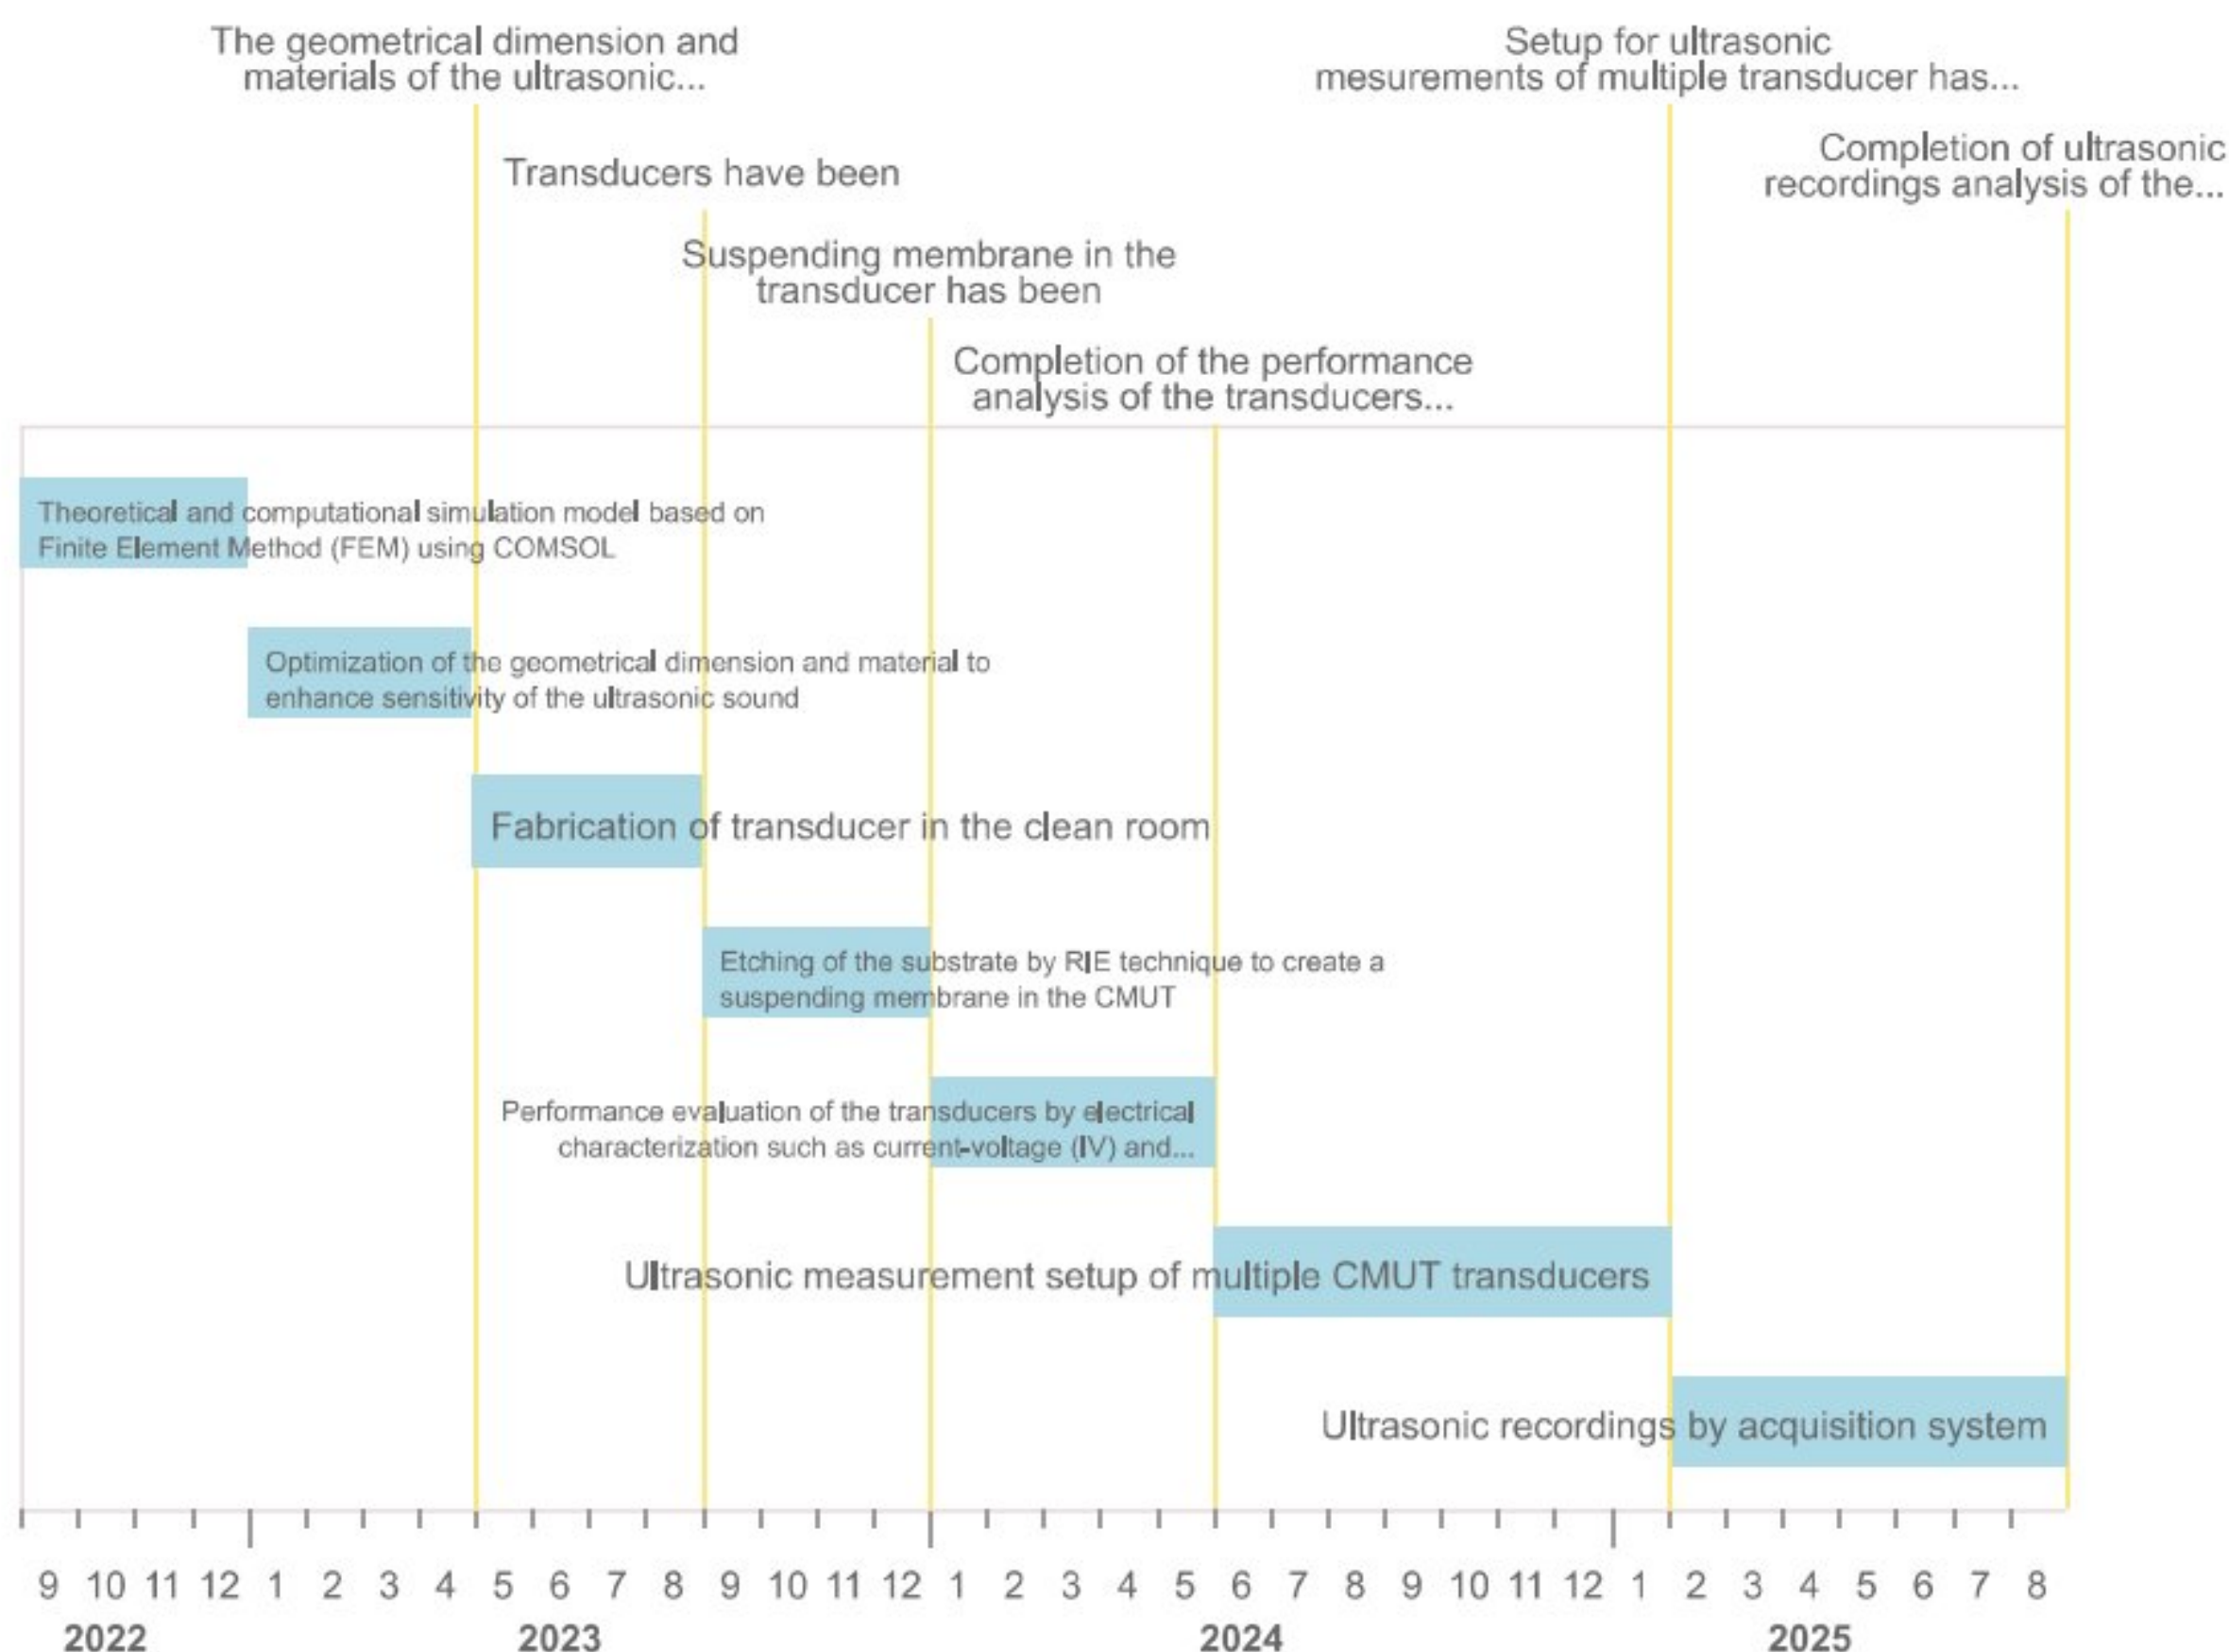 The geometrical dimension and
materials of the ultrasonic...
Setup for ultrasonic
mesurements of multiple transducer has...
Completion of ultrasonic
recordings analysis of the...
Transducers have been
Suspending membrane in the
transducer has been
Completion of the performance
analysis of the transducers...
Theoretical and computational simulation model based on
Finite Element Method (FEM) using COMSOL
Optimization of the geometrical dimension and material to
enhance sensitivity of the ultrasonic sound
Fabrication of transducer in the clean room
Etching of the substrate by RIE technique to create a
suspending membrane in the CMUT
Performance evaluation of the transducers by electrical
characterization such as current-voltage (IV) and...
Ultrasonic measurement setup of multiple CMUT transducers
Ultrasonic recordings by acquisition system
9 10 11 12 1 2 3 4 5 6 7 8 9 10 11 12 1 2 3 4 5 6 7 8 9 10 11 12 1 2 3 4 5 6 7 8
2022 2023 2024 2025